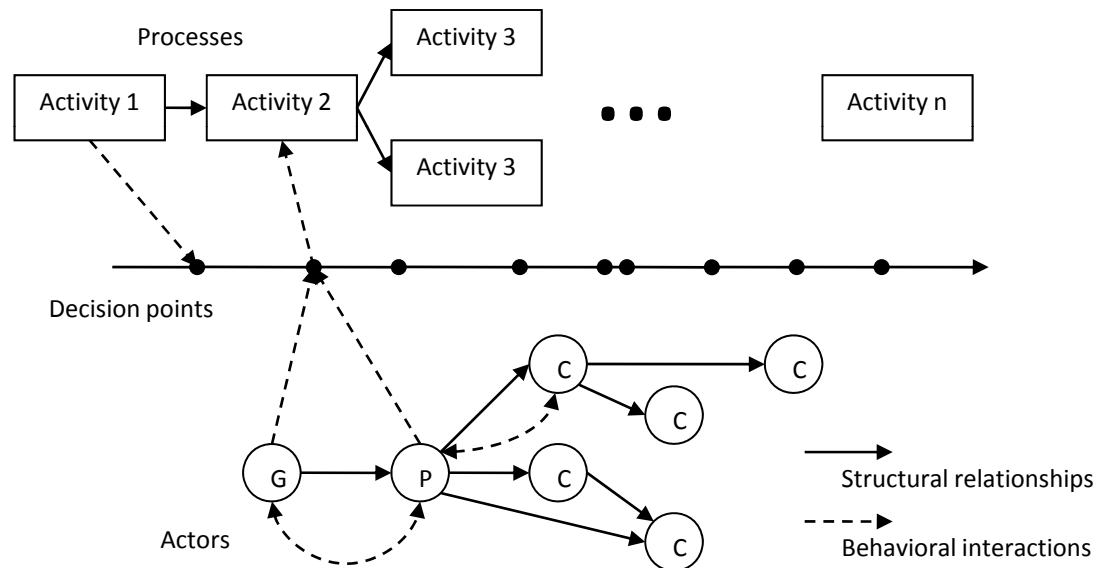 Processes
Activity 3
Activity 1
Activity 2
Activity n
Activity 3
Decision points
C
C
C
G
P
C
C
Structural relationships
Actors
Behavioral interactions